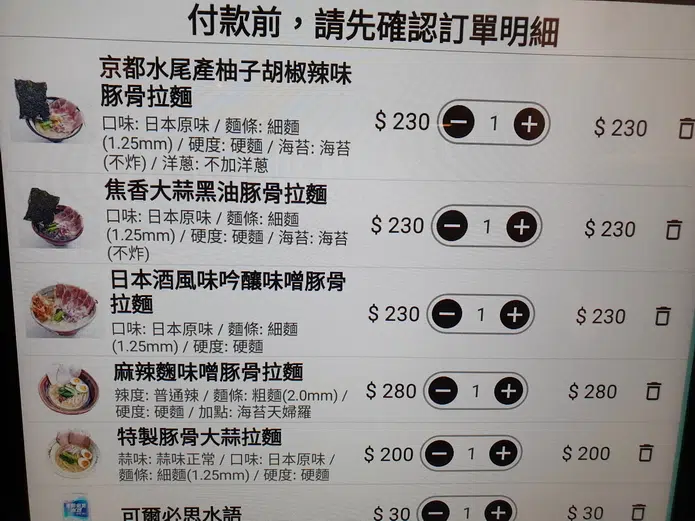 付款前，請先確認訂單明細
京都水尾產柚子胡椒辣味
豚骨拉麵
口味: 日本原味 / 麵條: 細麵
(1.25mm) / 硬度: 硬麵 / 海苔: 海苔
(不炸) / 洋蔥: 不加洋蔥
$ 230 1 $ 230
焦香大蒜黑油豚骨拉麵
口味: 日本原味 / 麵條: 細麵
(1.25mm) / 硬度: 硬麵 / 海苔: 海苔
(不炸)
$ 230 1 $ 230
日本酒風味吟釀味噌豚骨
拉麵
口味: 日本原味 / 麵條: 細麵
(1.25mm) / 硬度: 硬麵
$ 230 1 $ 230
麻辣麴味噌豚骨拉麵
辣度: 普通辣 / 麵條: 粗麵(2.0mm) /
硬度: 硬麵 / 加點: 海苔天婦羅
$ 280 1 $ 280
特製豚骨大蒜拉麵
蒜味: 蒜味正常 / 口味: 日本原味 /
麵條: 細麵(1.25mm) / 硬度: 硬麵
$ 200 1 $ 200
可爾必思水語
$ 30 1 $ 30